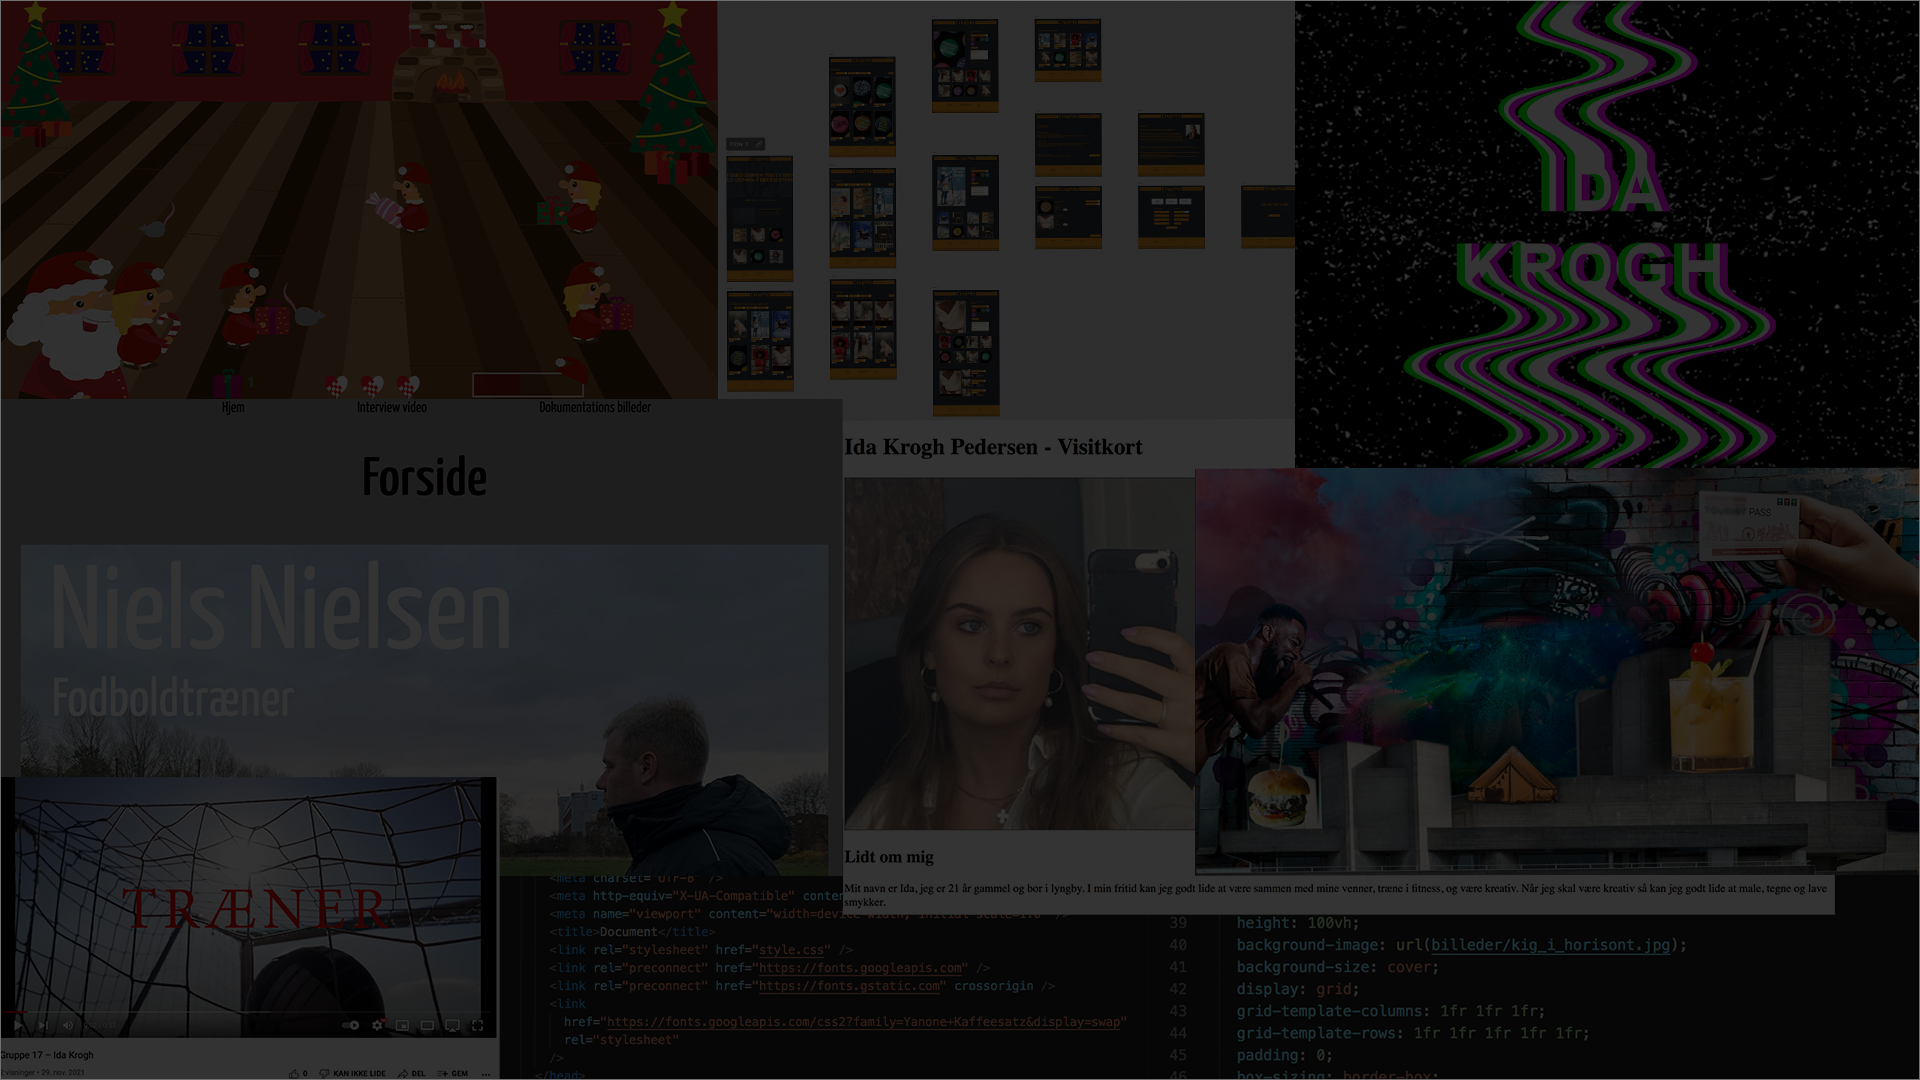 1
Hjem
Interview video
Dokumentations billeder
Forside
Niels Nielsen
Fodboldtræner
TRÆNER
Gruppe 17 – Ida Krogh
visninger • 29. nov. 2021
0
KAN IKKE LIDE
DEL
GEM
IDA
KROGH
Ida Krogh Pedersen - Visitkort
PASS
Lidt om mig
Mit navn er Ida, jeg er 21 år gammel og bor i lyngby. I min fritid kan jeg godt lide at være sammen med mine venner, træne i fitness, og være kreativ. Når jeg skal være kreativ så kan jeg godt lide at male, tegne og lave
smykker.
<meta charset="UTF-8" />
<meta http-equiv="X-UA-Compatible" conten
<meta name="viewport" content="width=device-width, initial-scale=1.0" />
<title>Document</title>
<link rel="stylesheet" href="style.css" />
<link rel="preconnect" href="https://fonts.googleapis.com" />
<link rel="preconnect" href="https://fonts.gstatic.com" crossorigin />
<link
href="https://fonts.googleapis.com/css2?family=Yanone+Kaffeesatz&display=swap"
rel="stylesheet"
/>
</head>
39 height: 100vh;
40 background-image: url(billeder/kig_i_horisont.jpg);
41 background-size: cover;
42 display: grid;
43 grid-template-columns: 1fr 1fr 1fr;
44 grid-template-rows: 1fr 1fr 1fr 1fr 1fr;
45 padding: 0;
46 box-sizing: border-box;